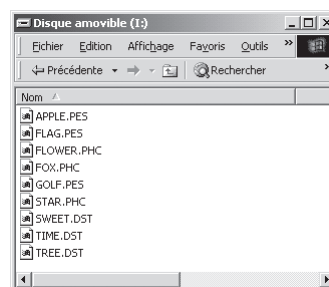 Disque amovible (I:)
Fichier Edition Affichage Favoris Outils »
Précédente Rechercher »
Nom
APPLE.PES
FLAG.PES
FLOWER.PHC
FOX.PHC
GOLF.PES
STAR.PHC
SWEET.DST
TIME.DST
TREE.DST